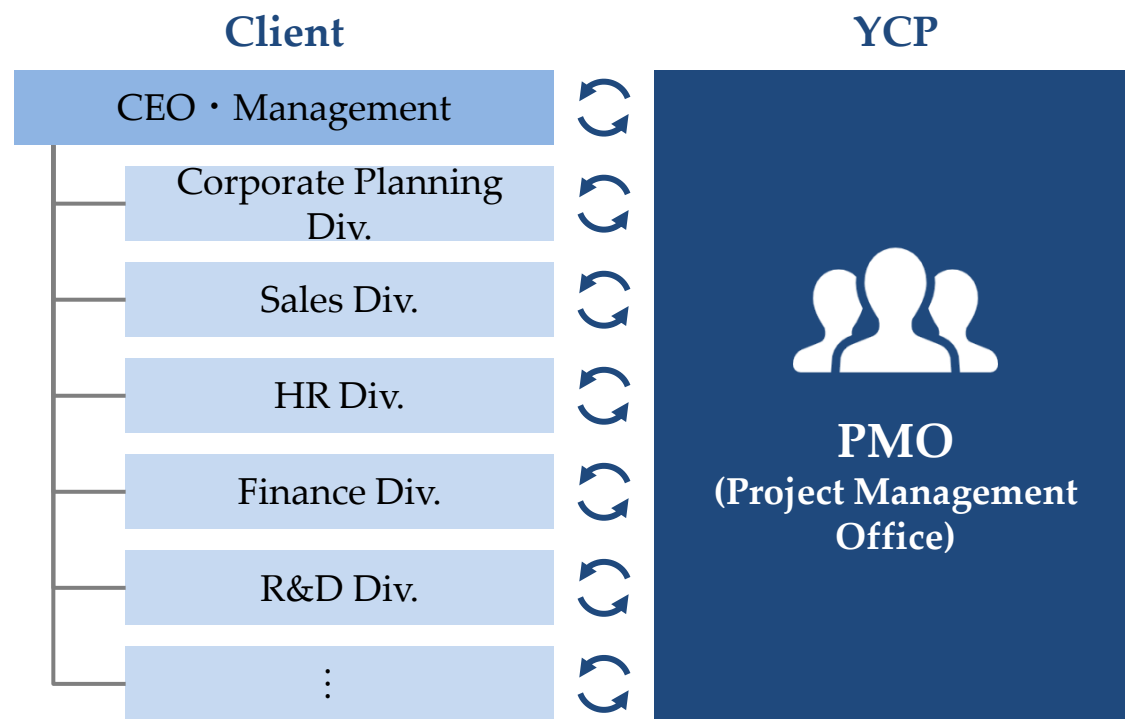 Client
YCP
CEO・Management
Corporate Planning
Div.
Sales Div.
HR Div.
Finance Div.
R&D Div.
⋮
PMO
(Project Management
Office)